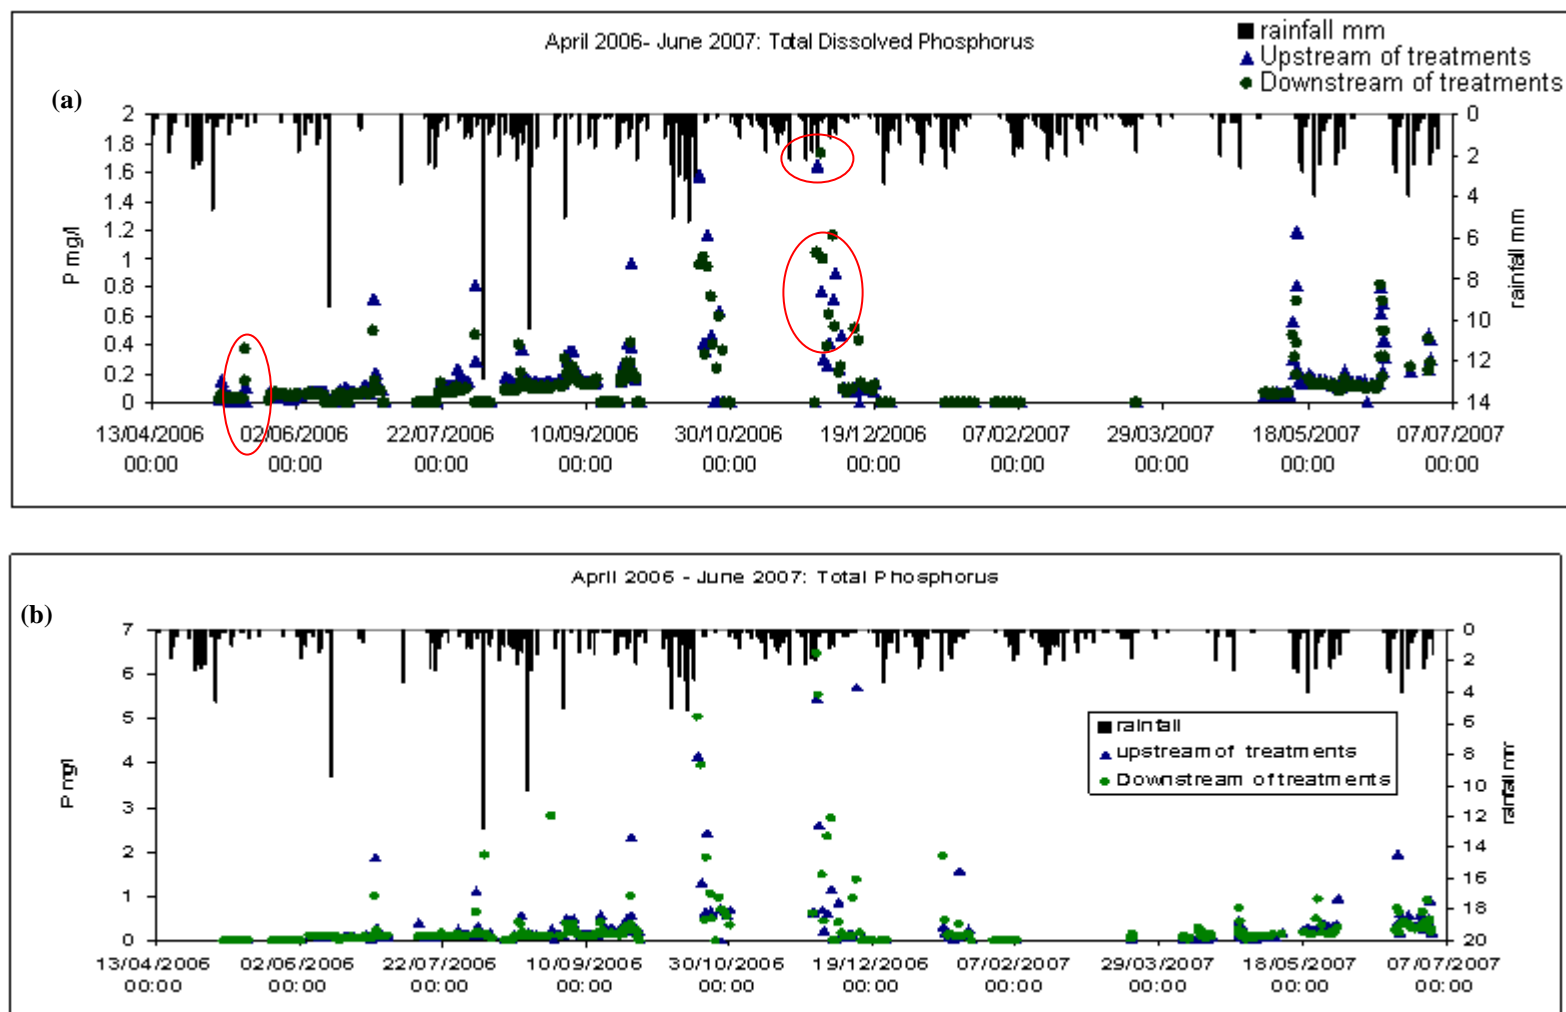 April 2006- June 2007: Total Dissolved Phosphorus
rainfall mm
Upstream of treatments
Downstream of treatments
(a)
2
1.8
1.6
1.4
1.2
1
0.8
0.6
0.4
0.2
0
P mg/l
0
2
4
6
8
10
12
14
rainfall mm
13/04/2006 02/06/2006 22/07/2006 10/09/2006 30/10/2006 19/12/2006 07/02/2007 29/03/2007 18/05/2007 07/07/2007
00:00 00:00 00:00 00:00 00:00 00:00 00:00 00:00 00:00 00:00
April 2006 - June 2007: Total Phosphorus
(b)
7
6
5
4
3
2
1
0
P mg/l
0
2
4
6
8
10
12
14
16
18
20
rainfall mm
rainfall
upstream of treatments
Downstream of treatments
13/04/2006 02/06/2006 22/07/2006 10/09/2006 30/10/2006 19/12/2006 07/02/2007 29/03/2007 18/05/2007 07/07/2007
00:00 00:00 00:00 00:00 00:00 00:00 00:00 00:00 00:00 00:00